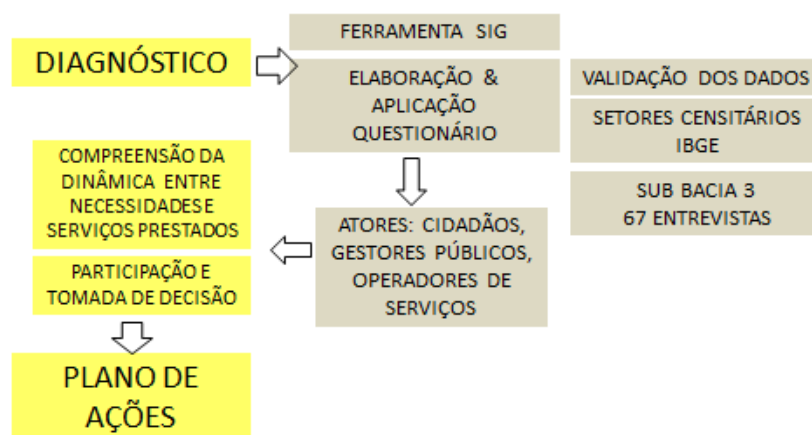 DIAGNÓSTICO
FERRAMENTA SIG
ELABORAÇÃO &
APLICAÇÃO
QUESTIONÁRIO
VALIDAÇÃO DOS DADOS
SETORES CENSITÁRIOS
IBGE
SUB BACIA 3
67 ENTREVISTAS
ATORES: CIDADÃOS,
GESTORES PÚBLICOS,
OPERADORES DE
SERVIÇOS
COMPREENSÃO DA
DINÂMICA ENTRE
NECESSIDADES E
SERVIÇOS PRESTADOS
PARTICIPAÇÃO E
TOMADA DE DECISÃO
PLANO DE
AÇÕES